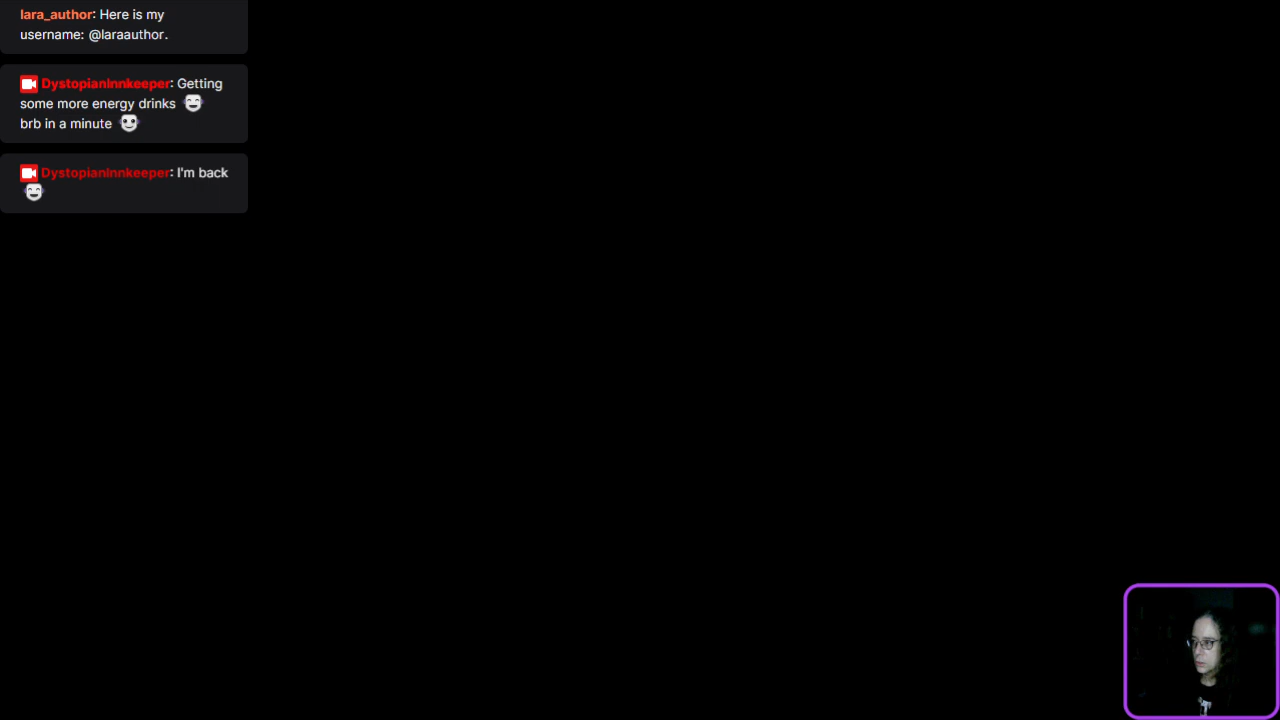 lara_author: Here is my
username: @laraauthor.
DystopianInnkeeper: Getting
some more energy drinks
brb in a minute
DystopianInnkeeper: I'm back